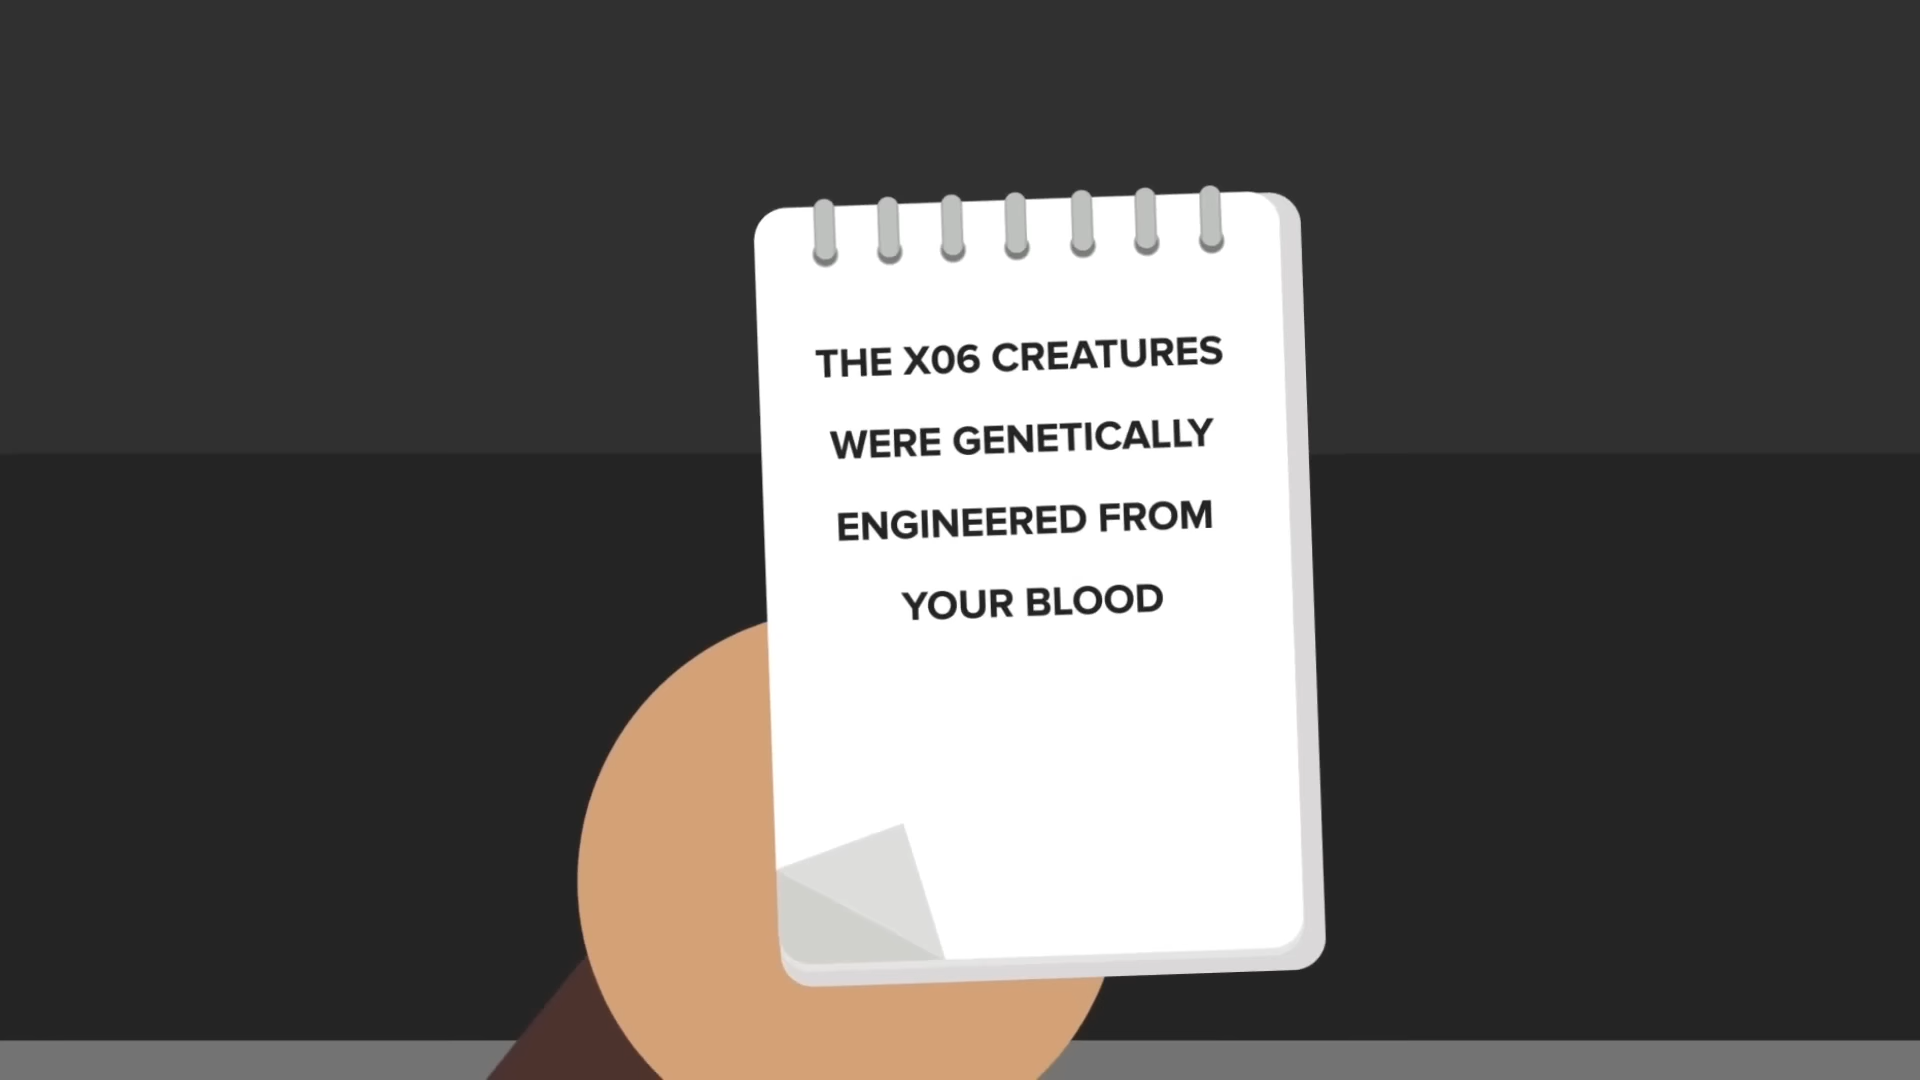 THE X06 CREATURES
WERE GENETICALLY
ENGINEERED FROM
YOUR BLOOD